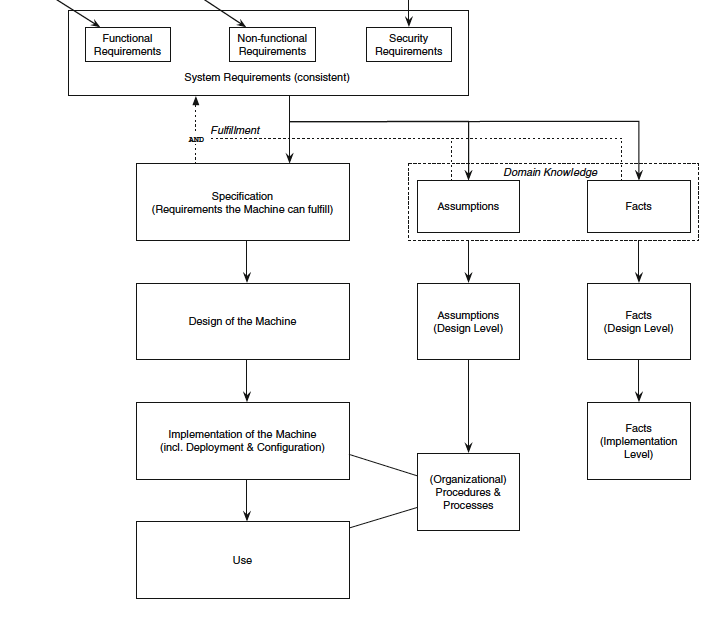 Functional
Requirements
Non-functional
Requirements
Security
Requirements
System Requirements (consistent)
Fulfillment
AND
Domain Knowledge
Specification
(Requirements the Machine can fulfill)
Assumptions
Facts
Design of the Machine
Assumptions
(Design Level)
Facts
(Design Level)
Implementation of the Machine
(incl. Deployment & Configuration)
Facts
(Implementation
Level)
(Organizational)
Procedures &
Processes
Use